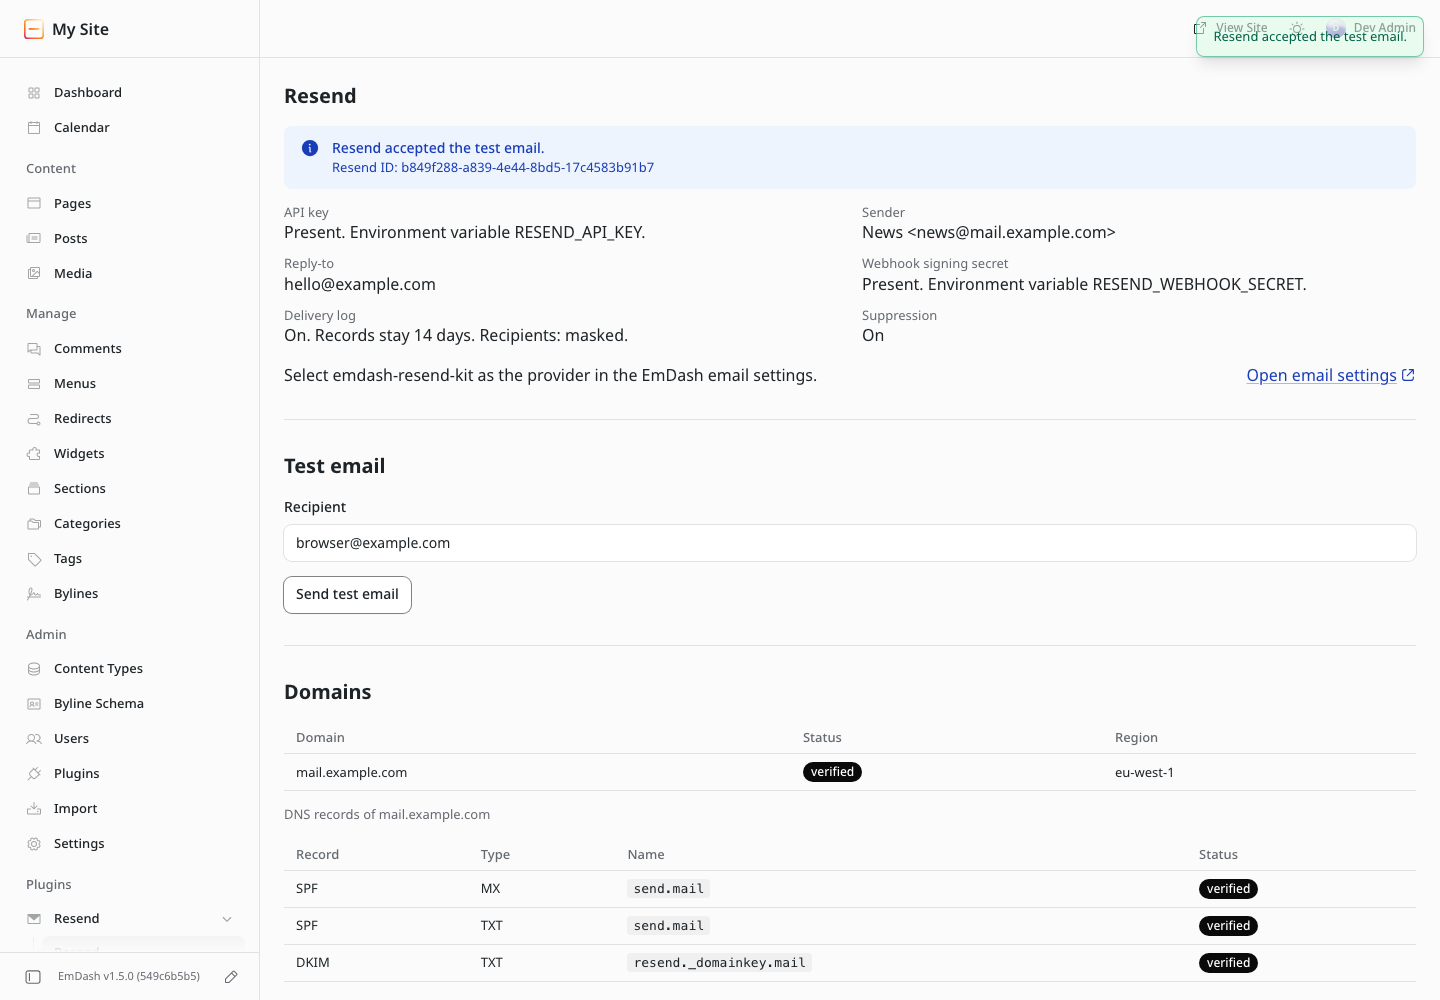 My Site
View Site
Dev Admin
Resend accepted the test email.
Dashboard
Calendar
Content
Pages
Posts
Media
Manage
Comments
Menus
Redirects
Widgets
Sections
Categories
Tags
Bylines
Admin
Content Types
Byline Schema
Users
Plugins
Import
Settings
Plugins
Resend
EmDash v1.5.0 (549c6b5b5)
Resend
Resend accepted the test email.
Resend ID: b849f288-a839-4e44-8bd5-17c4583b91b7
API key
Present. Environment variable RESEND_API_KEY.
Sender
News <news@mail.example.com>
Reply-to
hello@example.com
Webhook signing secret
Present. Environment variable RESEND_WEBHOOK_SECRET.
Delivery log
On. Records stay 14 days. Recipients: masked.
Suppression
On
Select emdash-resend-kit as the provider in the EmDash email settings.
Open email settings
Test email
Recipient
browser@example.com
Send test email
Domains
Domain Status Region
mail.example.com verified eu-west-1
DNS records of mail.example.com
Record Type Name Status
SPF MX send.mail verified
SPF TXT send.mail verified
DKIM TXT resend._domainkey.mail verified